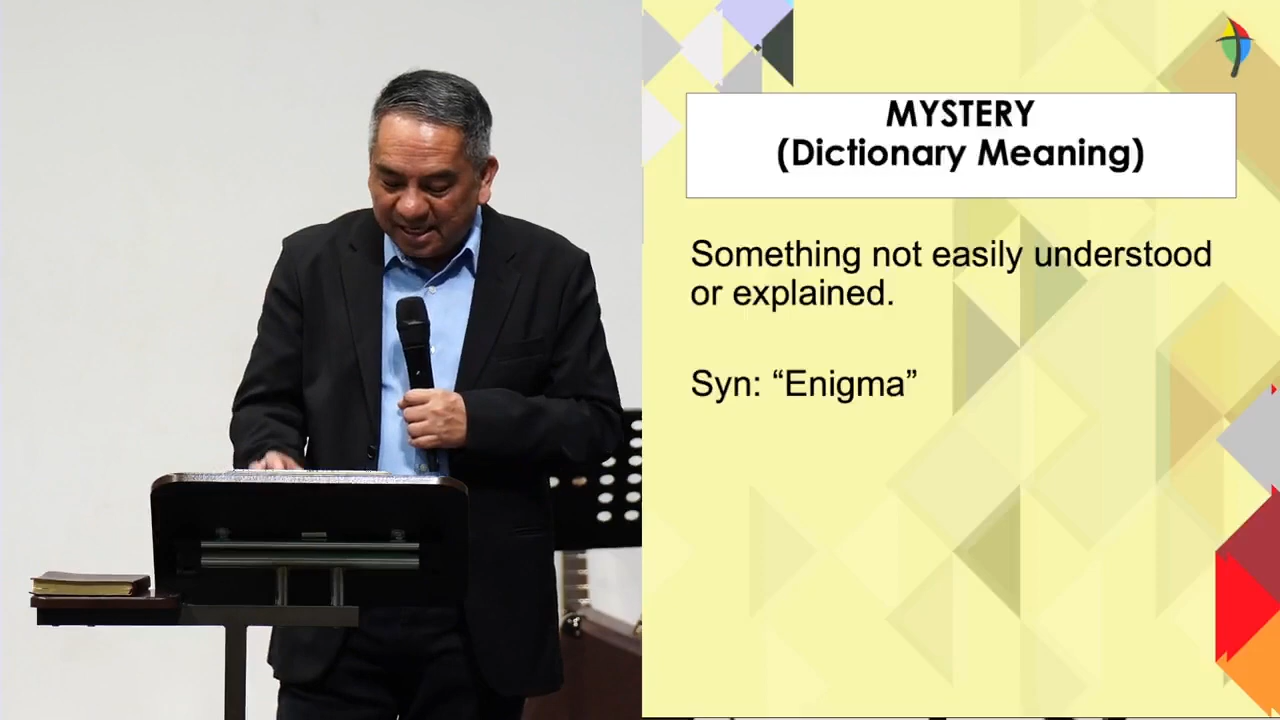 MYSTERY
(Dictionary Meaning)
Something not easily understood
or explained.
Syn: “Enigma”